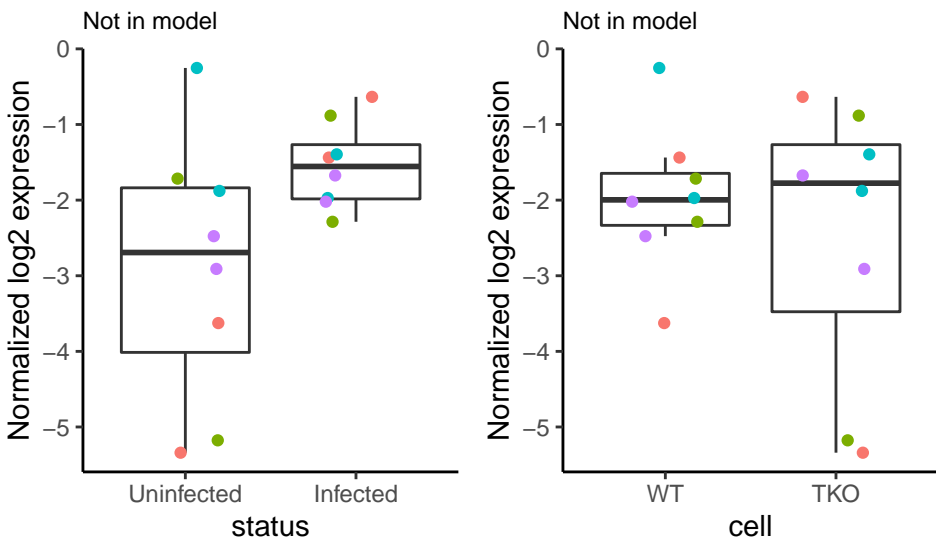 Not in model
Normalized log2 expression
0
−1
−2
−3
−4
−5
Uninfected
Infected
status
Not in model
Normalized log2 expression
0
−1
−2
−3
−4
−5
WT
TKO
cell